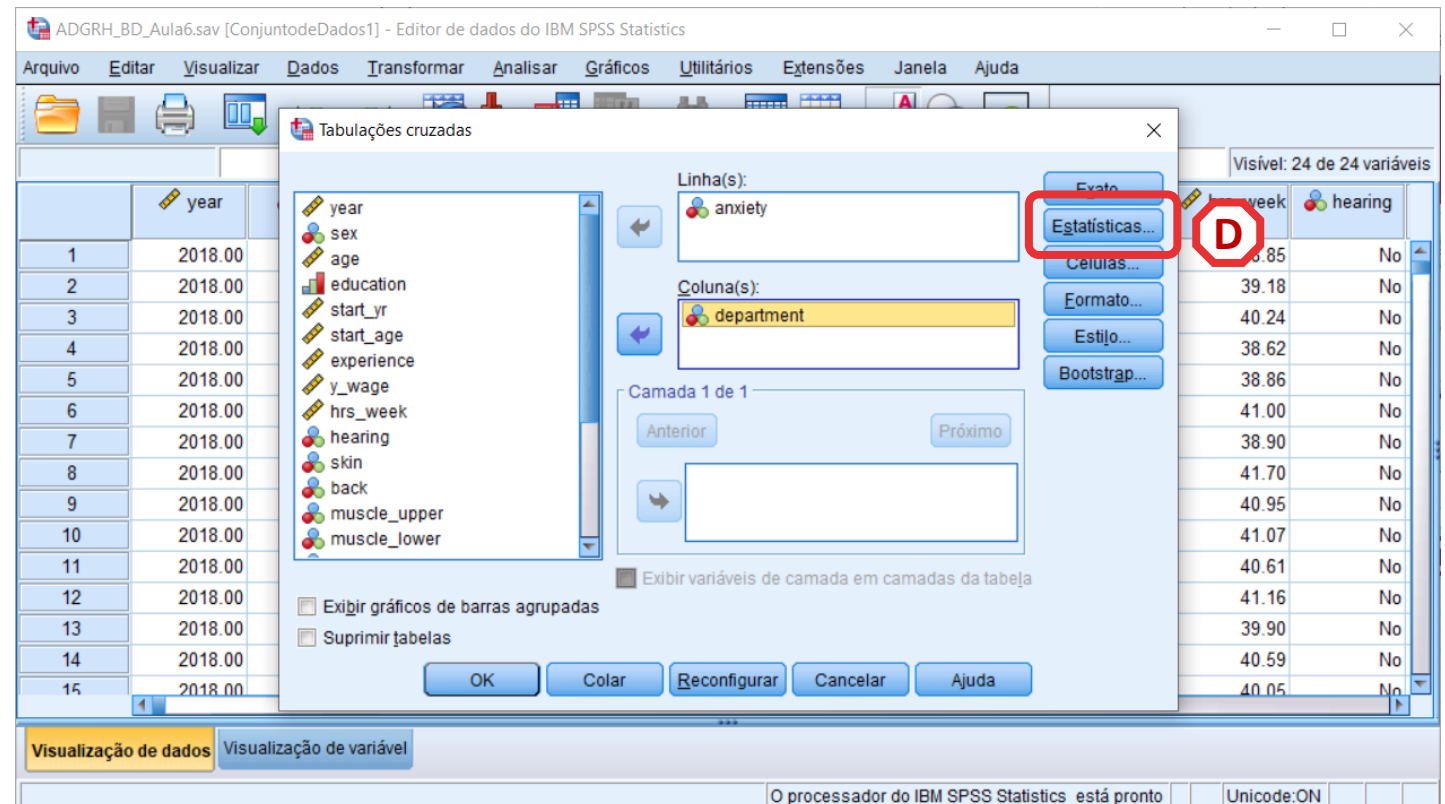 ADGRH_BD_Aula6.sav [ConjuntodeDados1] - Editor de dados do IBM SPSS Statistics
Arquivo Editar Visualizar Dados Transformar Analisar Gráficos Utilitários Extensões Janela Ajuda
Tabulações cruzadas
Visível: 24 de 24 variáveis
year
hrs_week
hearing
1 2018.00
2 2018.00
3 2018.00
4 2018.00
5 2018.00
6 2018.00
7 2018.00
8 2018.00
9 2018.00
10 2018.00
11 2018.00
12 2018.00
13 2018.00
14 2018.00
15 2018.00
year
sex
age
education
start_yr
start_age
experience
y_wage
hrs_week
hearing
skin
back
muscle_upper
muscle_lower
Linha(s):
anxiety
Coluna(s):
department
Camada 1 de 1
Anterior Próximo
Exibir variáveis de camada em camadas da tabela
Exibir gráficos de barras agrupadas
Suprimir tabelas
OK Colar Reconfigurar Cancelar Ajuda
Exato...
Estatísticas...
Células...
Formato...
Estilo...
Bootstrap...
D
.85 No
39.18 No
40.24 No
38.62 No
38.86 No
41.00 No
38.90 No
41.70 No
40.95 No
41.07 No
40.61 No
41.16 No
39.90 No
40.59 No
40.05 No
Visualização de dados Visualização de variável
O processador do IBM SPSS Statistics está pronto Unicode:ON